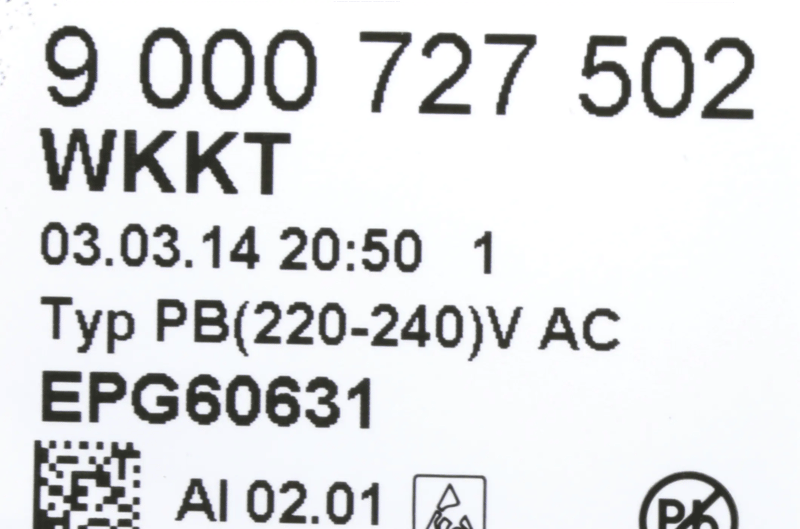 9 000 727 502
WKKT
03.03.14 20:50 1
Typ PB(220-240)V AC
EPG60631
AI 02.01
Pb